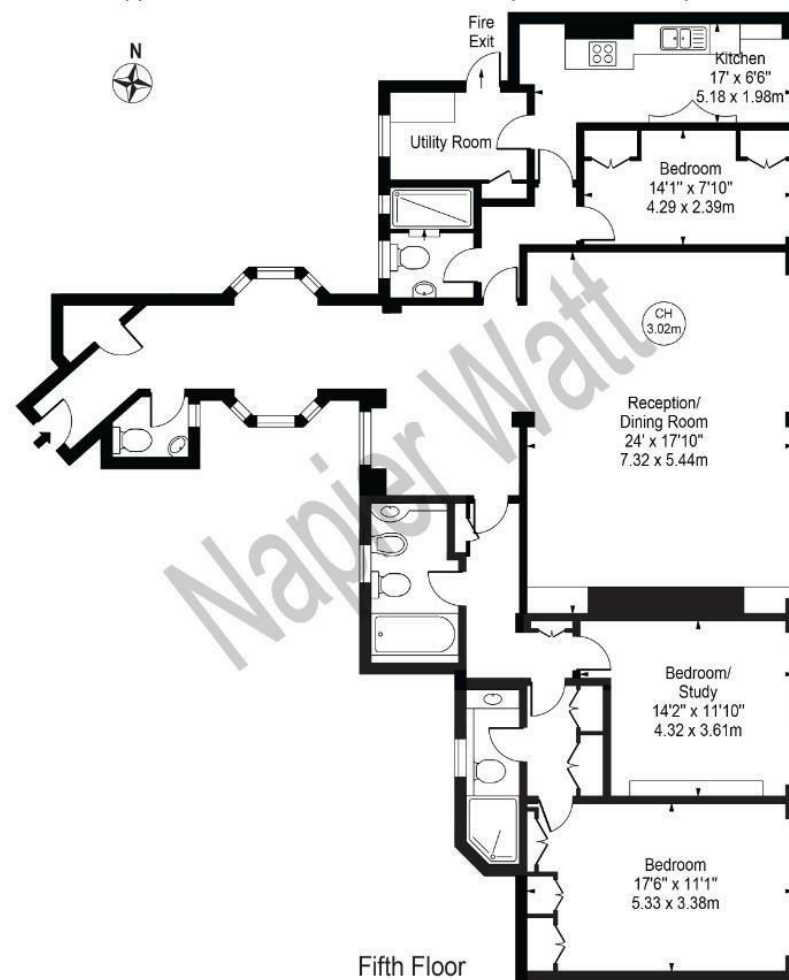 N
Fire
Exit
Kitchen
17' x 6'6"
5.18 x 1.98m
Utility Room
Bedroom
14'1" x 7'10"
4.29 x 2.39m
CH
3.02m
Reception/
Dining Room
24' x 17'10"
7.32 x 5.44m
Napier Watt
Bedroom/
Study
14'2" x 11'10"
4.32 x 3.61m
Bedroom
17'6" x 11'1"
5.33 x 3.38m
Fifth Floor